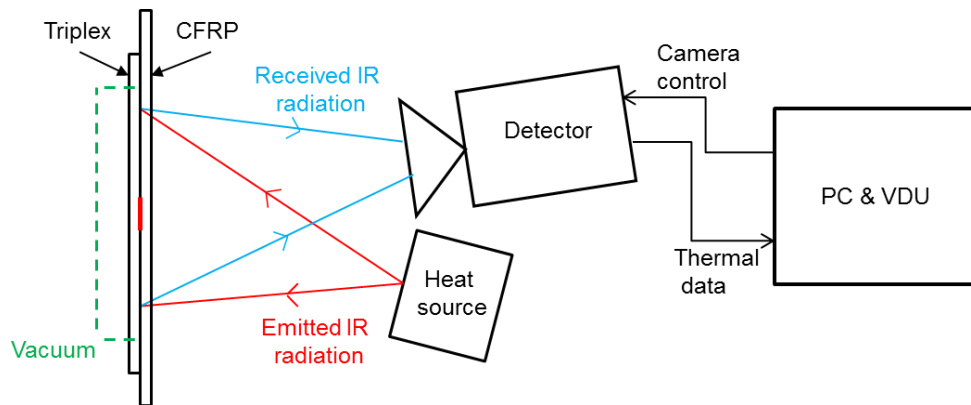 Triplex
CFRP
Received IR
radiation
Detector
Camera
control
PC & VDU
Thermal
data
Heat
source
Emitted IR
radiation
Vacuum